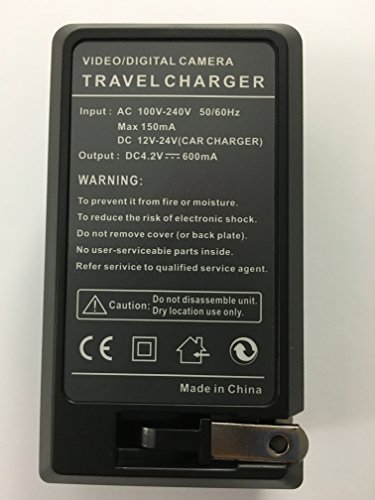 VIDEO/DIGITAL CAMERA
TRAVEL CHARGER
Input : AC 100V-240V 50/60Hz
Max 150mA
DC 12V-24V(CAR CHARGER)
Output : DC4.2V⎓600mA
WARNING:
To prevent it from fire or moisture.
To reduce the risk of electronic shock.
Do not remove cover (or back plate).
No user-serviceable parts inside.
Refer serivice to qualified service agent.
Caution: Do not disassemble unit.
Dry location use only.
CE
Made in China